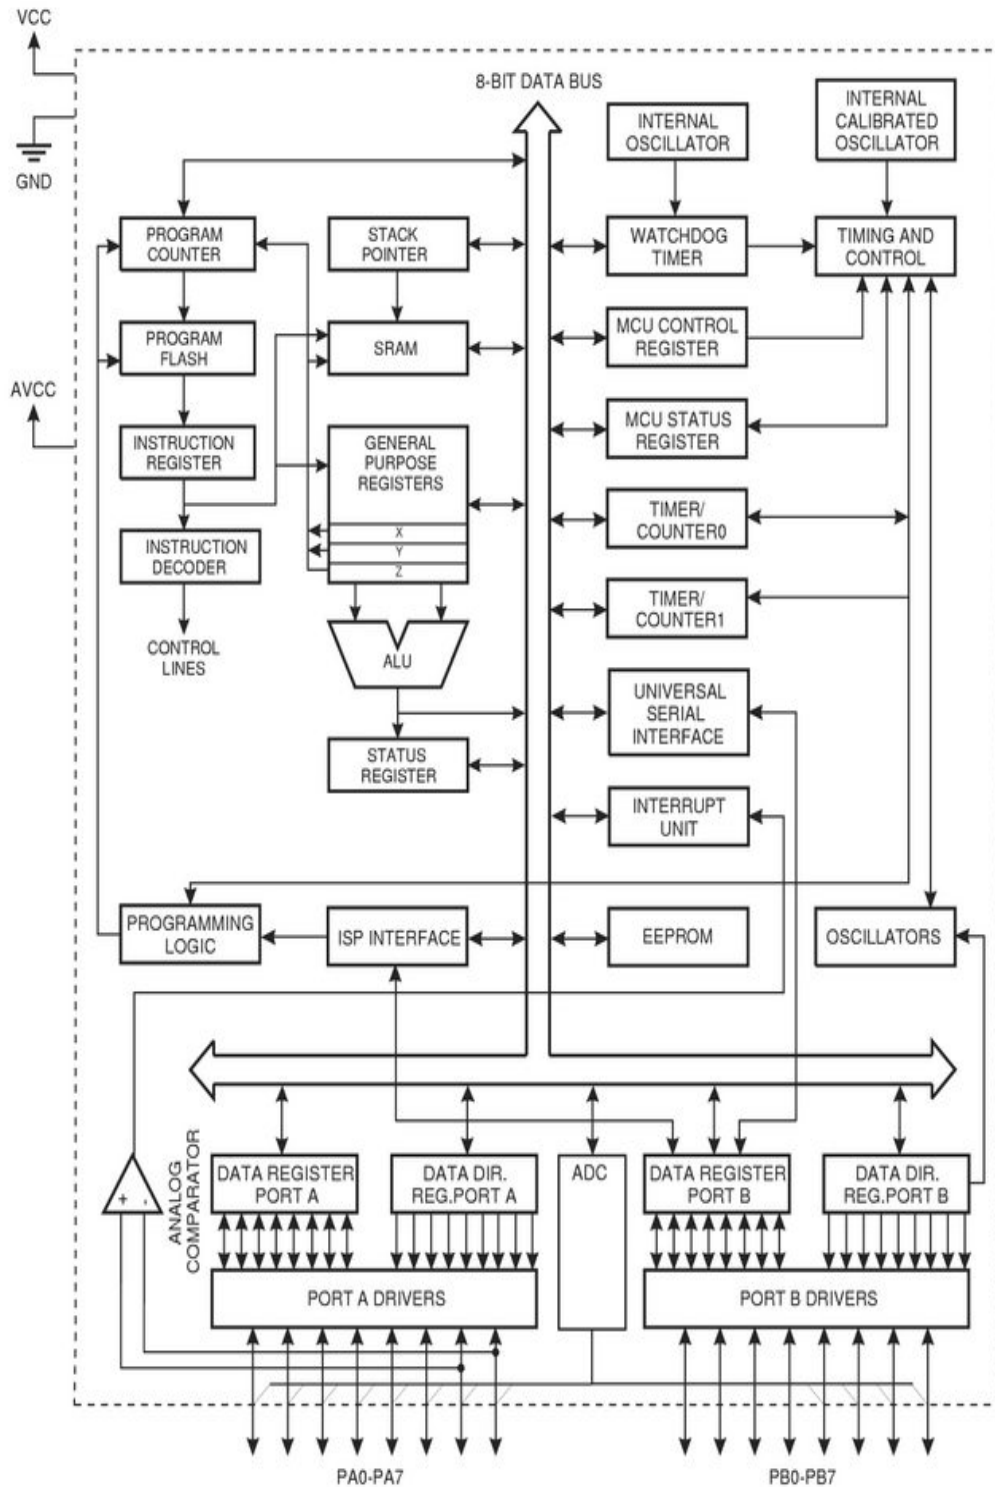 VCC
8-BIT DATA BUS
INTERNAL
OSCILLATOR
INTERNAL
CALIBRATED
OSCILLATOR
GND
PROGRAM
COUNTER
STACK
POINTER
WATCHDOG
TIMER
TIMING AND
CONTROL
PROGRAM
FLASH
SRAM
MCU CONTROL
REGISTER
AVCC
INSTRUCTION
REGISTER
GENERAL
PURPOSE
REGISTERS
X
Y
Z
MCU STATUS
REGISTER
INSTRUCTION
DECODER
TIMER/
COUNTER0
CONTROL
LINES
ALU
TIMER/
COUNTER1
STATUS
REGISTER
UNIVERSAL
SERIAL
INTERFACE
INTERRUPT
UNIT
PROGRAMMING
LOGIC
ISP INTERFACE
EEPROM
OSCILLATORS
+ -
ANALOG
COMPARATOR
DATA REGISTER
PORT A
DATA DIR.
REG.PORT A
ADC
DATA REGISTER
PORT B
DATA DIR.
REG.PORT B
PORT A DRIVERS
PORT B DRIVERS
PA0-PA7
PB0-PB7